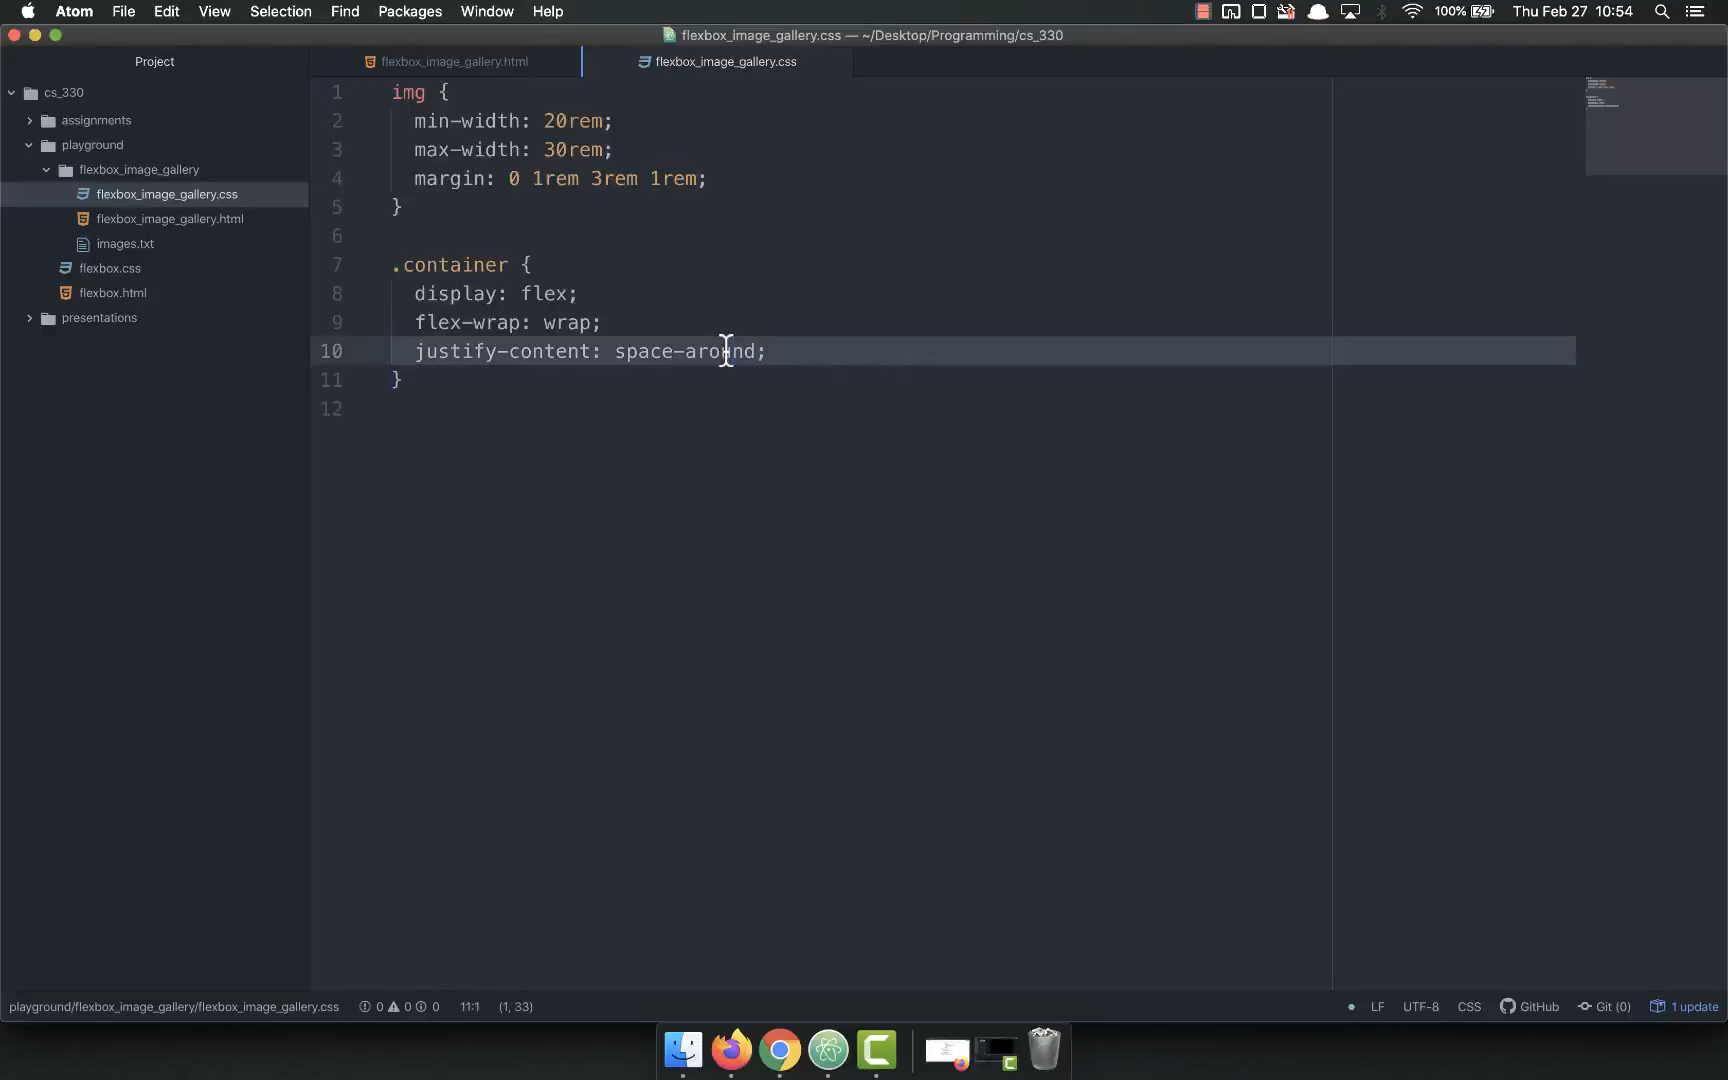 Atom File Edit View Selection Find Packages Window Help 100% Thu Feb 27 10:54
flexbox_image_gallery.css — ~/Desktop/Programming/cs_330
Project
flexbox_image_gallery.html
flexbox_image_gallery.css
cs_330
assignments
playground
flexbox_image_gallery
flexbox_image_gallery.css
flexbox_image_gallery.html
images.txt
flexbox.css
flexbox.html
presentations
1 img {
2 min-width: 20rem;
3 max-width: 30rem;
4 margin: 0 1rem 3rem 1rem;
5 }
6
7 .container {
8 display: flex;
9 flex-wrap: wrap;
10 justify-content: space-around;
11 }
12
playground/flexbox_image_gallery/flexbox_image_gallery.css 0 0 0 11:1 (1, 33) LF UTF-8 CSS GitHub Git (0) 1 update